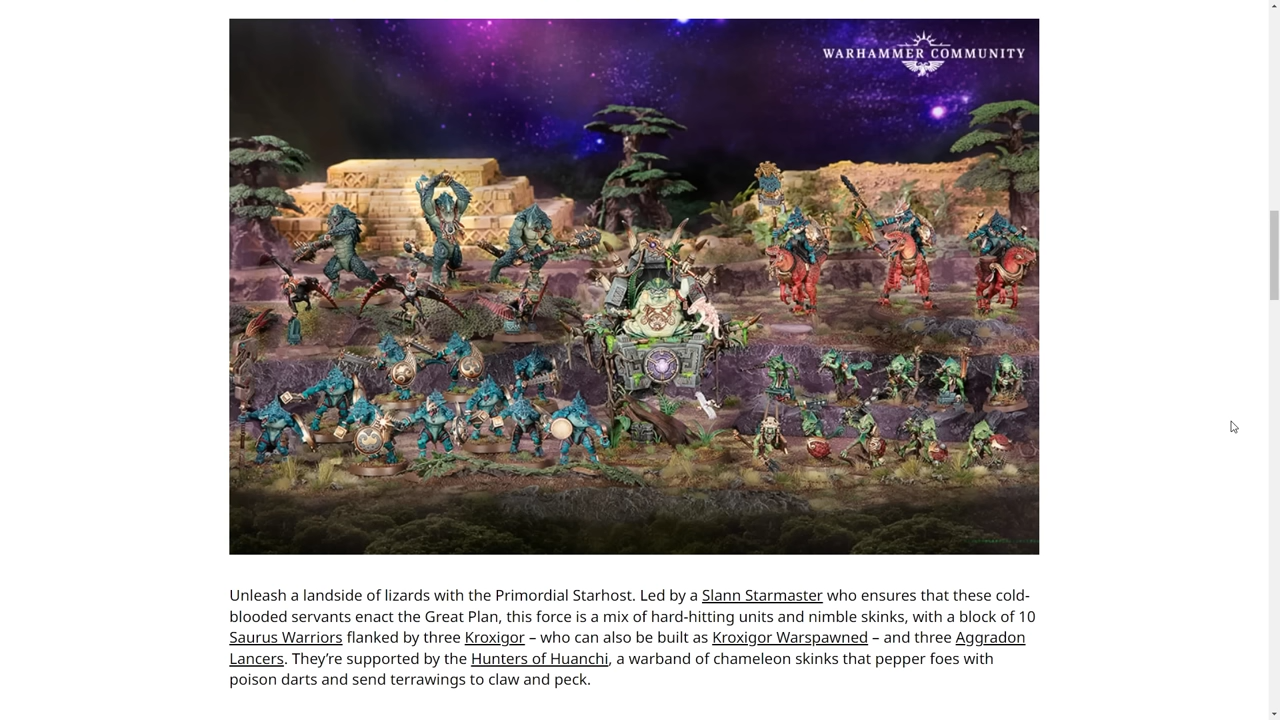 WARHAMMER COMMUNITY
Unleash a landside of lizards with the Primordial Starhost. Led by a Slann Starmaster who ensures that these cold-
blooded servants enact the Great Plan, this force is a mix of hard-hitting units and nimble skinks, with a block of 10
Saurus Warriors flanked by three Kroxigor – who can also be built as Kroxigor Warspawned – and three Aggradon
Lancers. They’re supported by the Hunters of Huanchi, a warband of chameleon skinks that pepper foes with
poison darts and send terrawings to claw and peck.